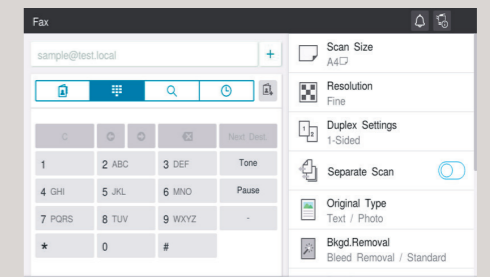 Fax
sample@test.local
+
C
Next Dest.
1
2 ABC
3 DEF
Tone
4 GHI
5 JKL
6 MNO
Pause
7 PQRS
8 TUV
9 WXYZ
-
*
0
#
Scan Size
A4
Resolution
Fine
Duplex Settings
1-Sided
Separate Scan
Original Type
Text / Photo
Bkgd.Removal
Bleed Removal / Standard